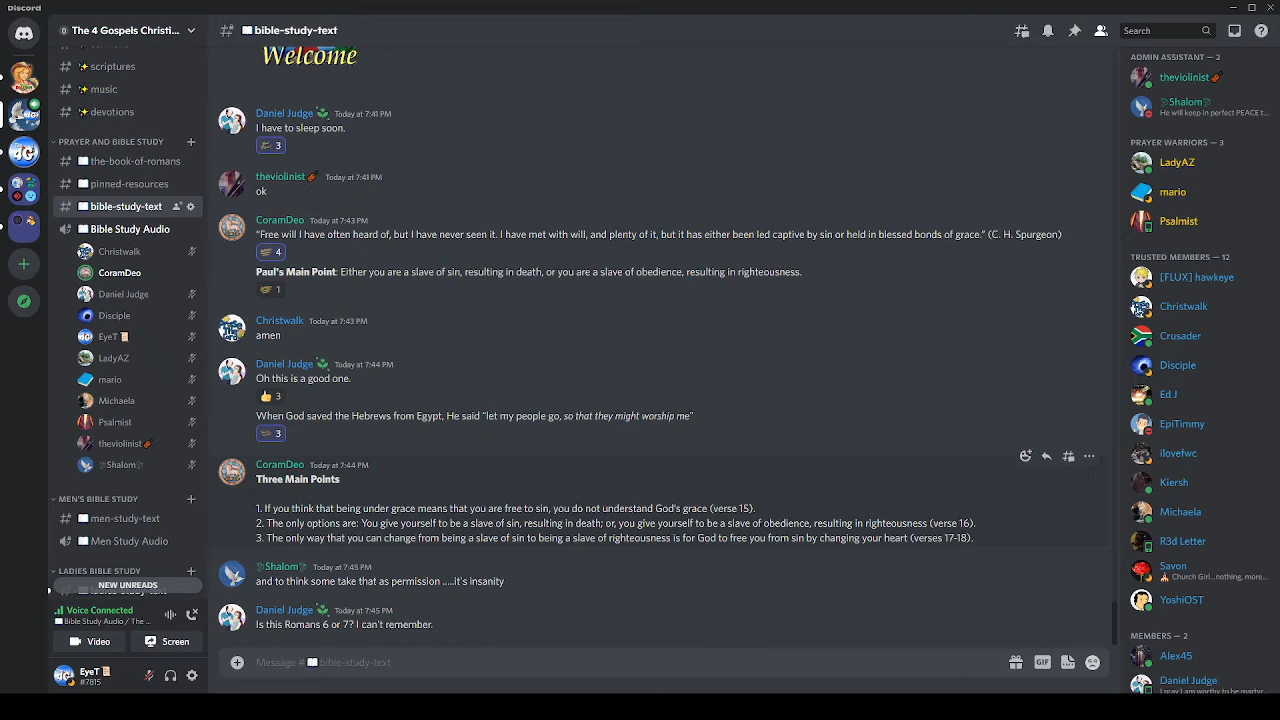 Discord
The 4 Gospels Christi...
bible-study-text
Search
scriptures
music
devotions
PRAYER AND BIBLE STUDY
the-book-of-romans
pinned-resources
bible-study-text
Bible Study Audio
Christwalk
CoramDeo
Daniel Judge
Disciple
EyeT
LadyAZ
mario
Michaela
Psalmist
theviolinist
Shalom
MEN'S BIBLE STUDY
men-study-text
Men Study Audio
LADIES BIBLE STUDY
NEW UNREADS
Voice Connected
Bible Study Audio / The ...
Video
Screen
EyeT
#7815
Welcome
Daniel Judge Today at 7:41 PM
I have to sleep soon.
3
theviolinist Today at 7:41 PM
ok
CoramDeo Today at 7:43 PM
"Free will I have often heard of, but I have never seen it. I have met with will, and plenty of it, but it has either been led captive by sin or held in blessed bonds of grace." (C. H. Spurgeon)
4
Paul's Main Point: Either you are a slave of sin, resulting in death, or you are a slave of obedience, resulting in righteousness.
1
Christwalk Today at 7:43 PM
amen
Daniel Judge Today at 7:44 PM
Oh this is a good one.
3
When God saved the Hebrews from Egypt, He said "let my people go, so that they might worship me"
3
CoramDeo Today at 7:44 PM
Three Main Points
1. If you think that being under grace means that you are free to sin, you do not understand God's grace (verse 15).
2. The only options are: You give yourself to be a slave of sin, resulting in death; or, you give yourself to be a slave of obedience, resulting in righteousness (verse 16).
3. The only way that you can change from being a slave of sin to being a slave of righteousness is for God to free you from sin by changing your heart (verses 17-18).
Shalom Today at 7:45 PM
and to think some take that as permission .....it's insanity
Daniel Judge Today at 7:45 PM
Is this Romans 6 or 7? I can't remember.
Message # bible-study-text
GIF
ADMIN ASSISTANT — 2
theviolinist
Shalom
He will keep in perfect PEACE t...
PRAYER WARRIORS — 3
LadyAZ
mario
Psalmist
TRUSTED MEMBERS — 12
[FLUX] hawkeye
Christwalk
Crusader
Disciple
Ed J
EpiTimmy
ilovefwc
Kiersh
Michaela
R3d Letter
Savon
Church Girl...nothing, more...
YoshiOST
MEMBERS — 2
Alex45
Daniel Judge
I pray I am worthy to be martyr...